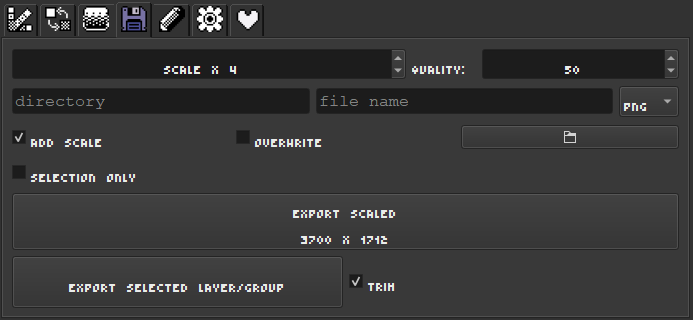 SCALE X 4
QUALITY:
50
directory
file name
PNG
ADD SCALE
OVERWRITE
SELECTION ONLY
EXPORT SCALED
3700 X 1712
EXPORT SELECTED LAYER/GROUP
TRIM